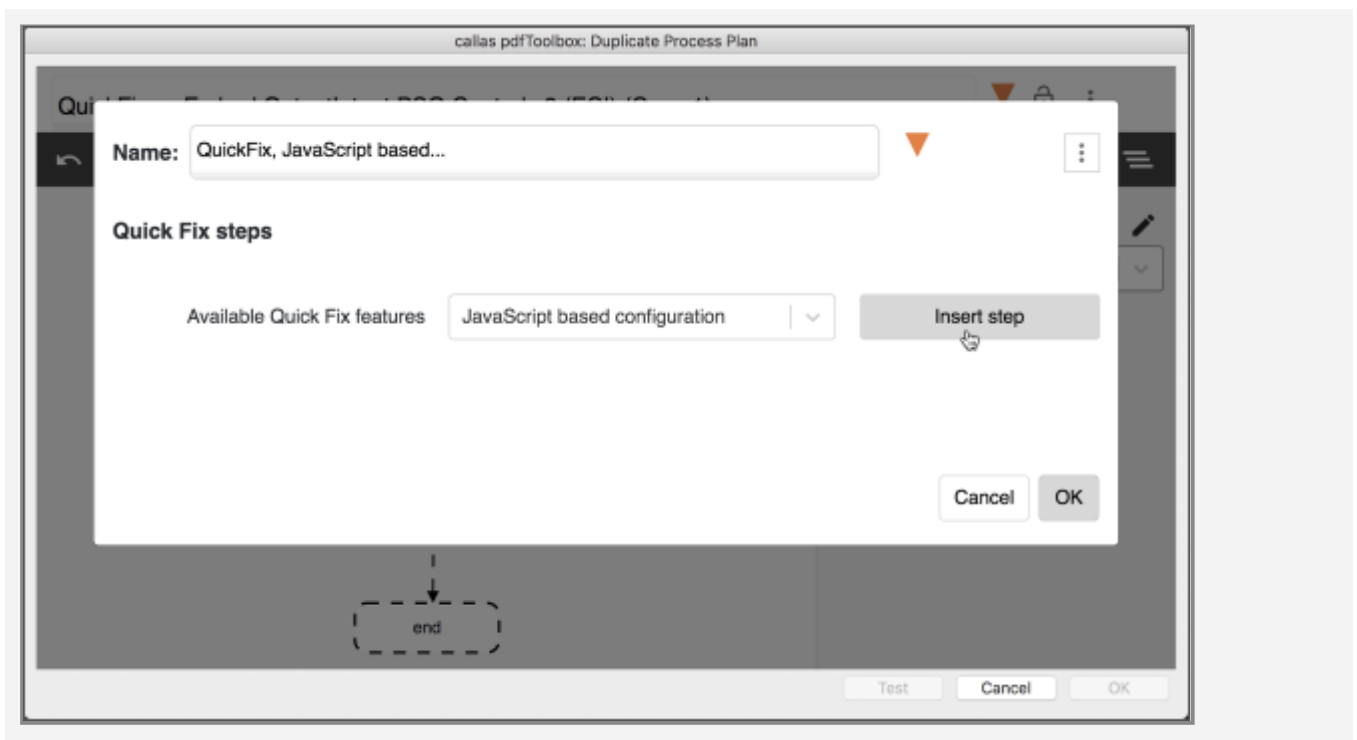 callas pdfToolbox: Duplicate Process Plan
Qui
Name: QuickFix, JavaScript based...
Quick Fix steps
Available Quick Fix features JavaScript based configuration Insert step
Cancel OK
end
Test Cancel OK